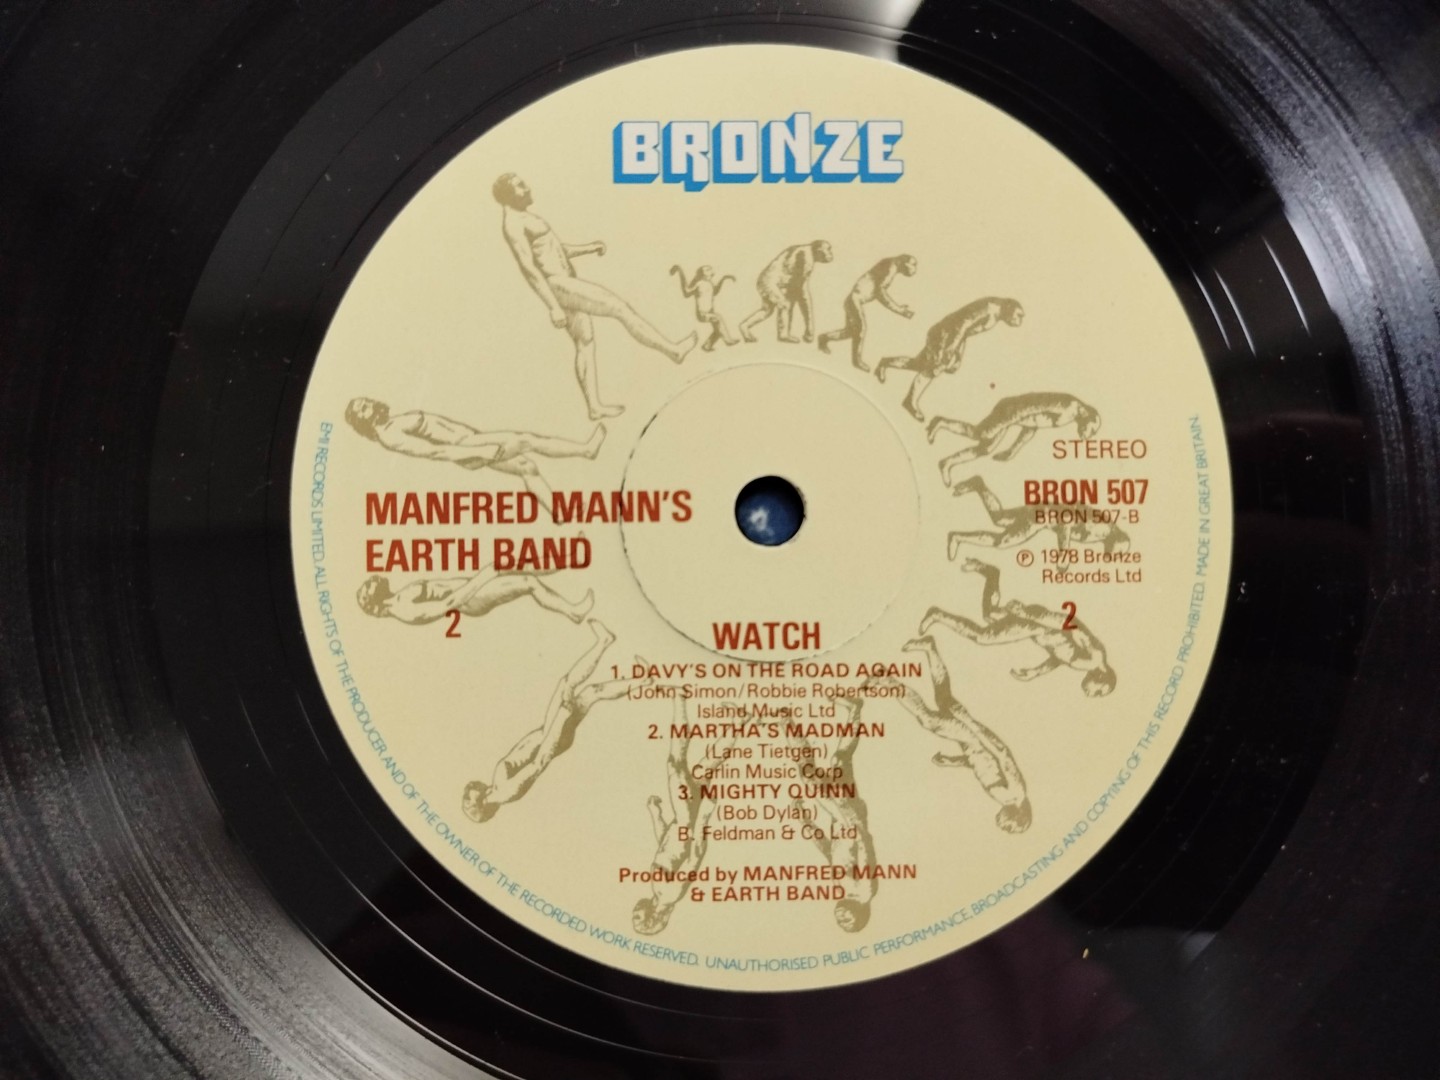 BRONZE
STEREO
BRON 507
BRON 507-B
℗ 1978 Bronze
Records Ltd
2
MANFRED MANN'S
EARTH BAND
2
WATCH
1. DAVY'S ON THE ROAD AGAIN
(John Simon/Robbie Robertson)
Island Music Ltd
2. MARTHA'S MADMAN
(Lane Tietgen)
Carlin Music Corp
3. MIGHTY QUINN
(Bob Dylan)
B. Feldman & Co Ltd
Produced by MANFRED MANN
& EARTH BAND
EMI RECORDS LIMITED. ALL RIGHTS OF THE PRODUCER AND OF THE OWNER OF THE RECORDED WORK RESERVED. UNAUTHORISED PUBLIC PERFORMANCE, BROADCASTING AND COPYING OF THIS RECORD PROHIBITED. MADE IN GREAT BRITAIN.